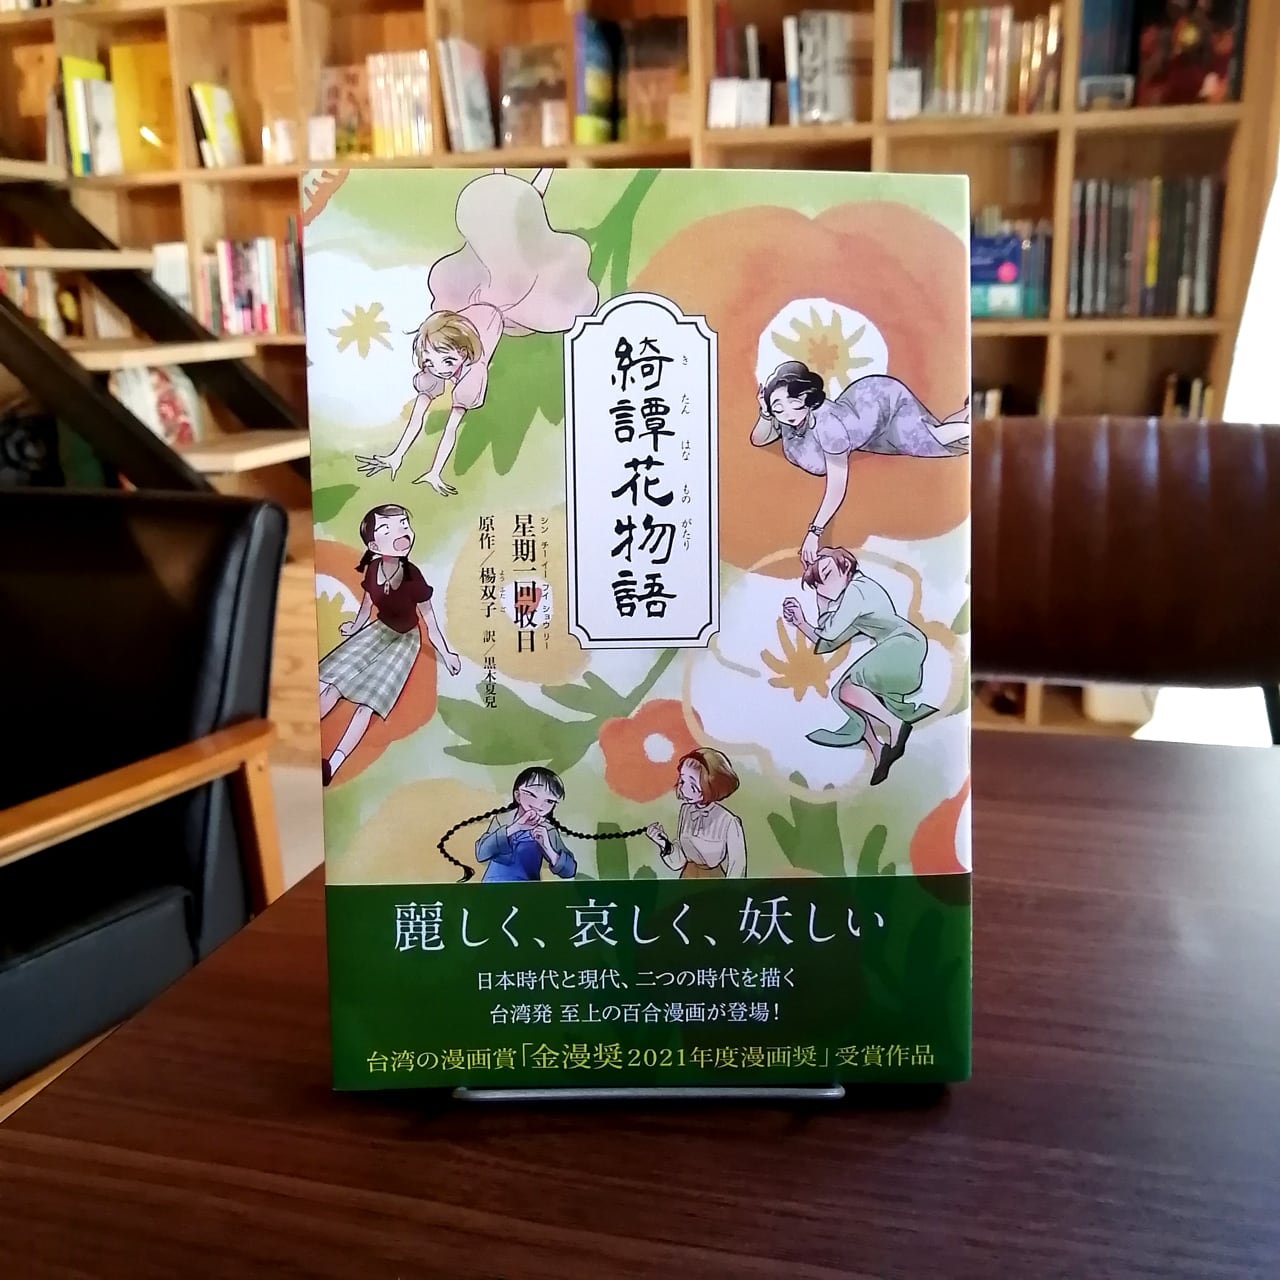 綺譚花物語
き たん はな もの がたり
星期一回收日
シン チー イー フイ ショウ リー
原作／楊双子 訳／黒木夏兒
ようふたご
麗しく、哀しく、妖しい
日本時代と現代、二つの時代を描く
台湾発 至上の百合漫画が登場！
台湾の漫画賞「金漫奨2021年度漫画奨」受賞作品